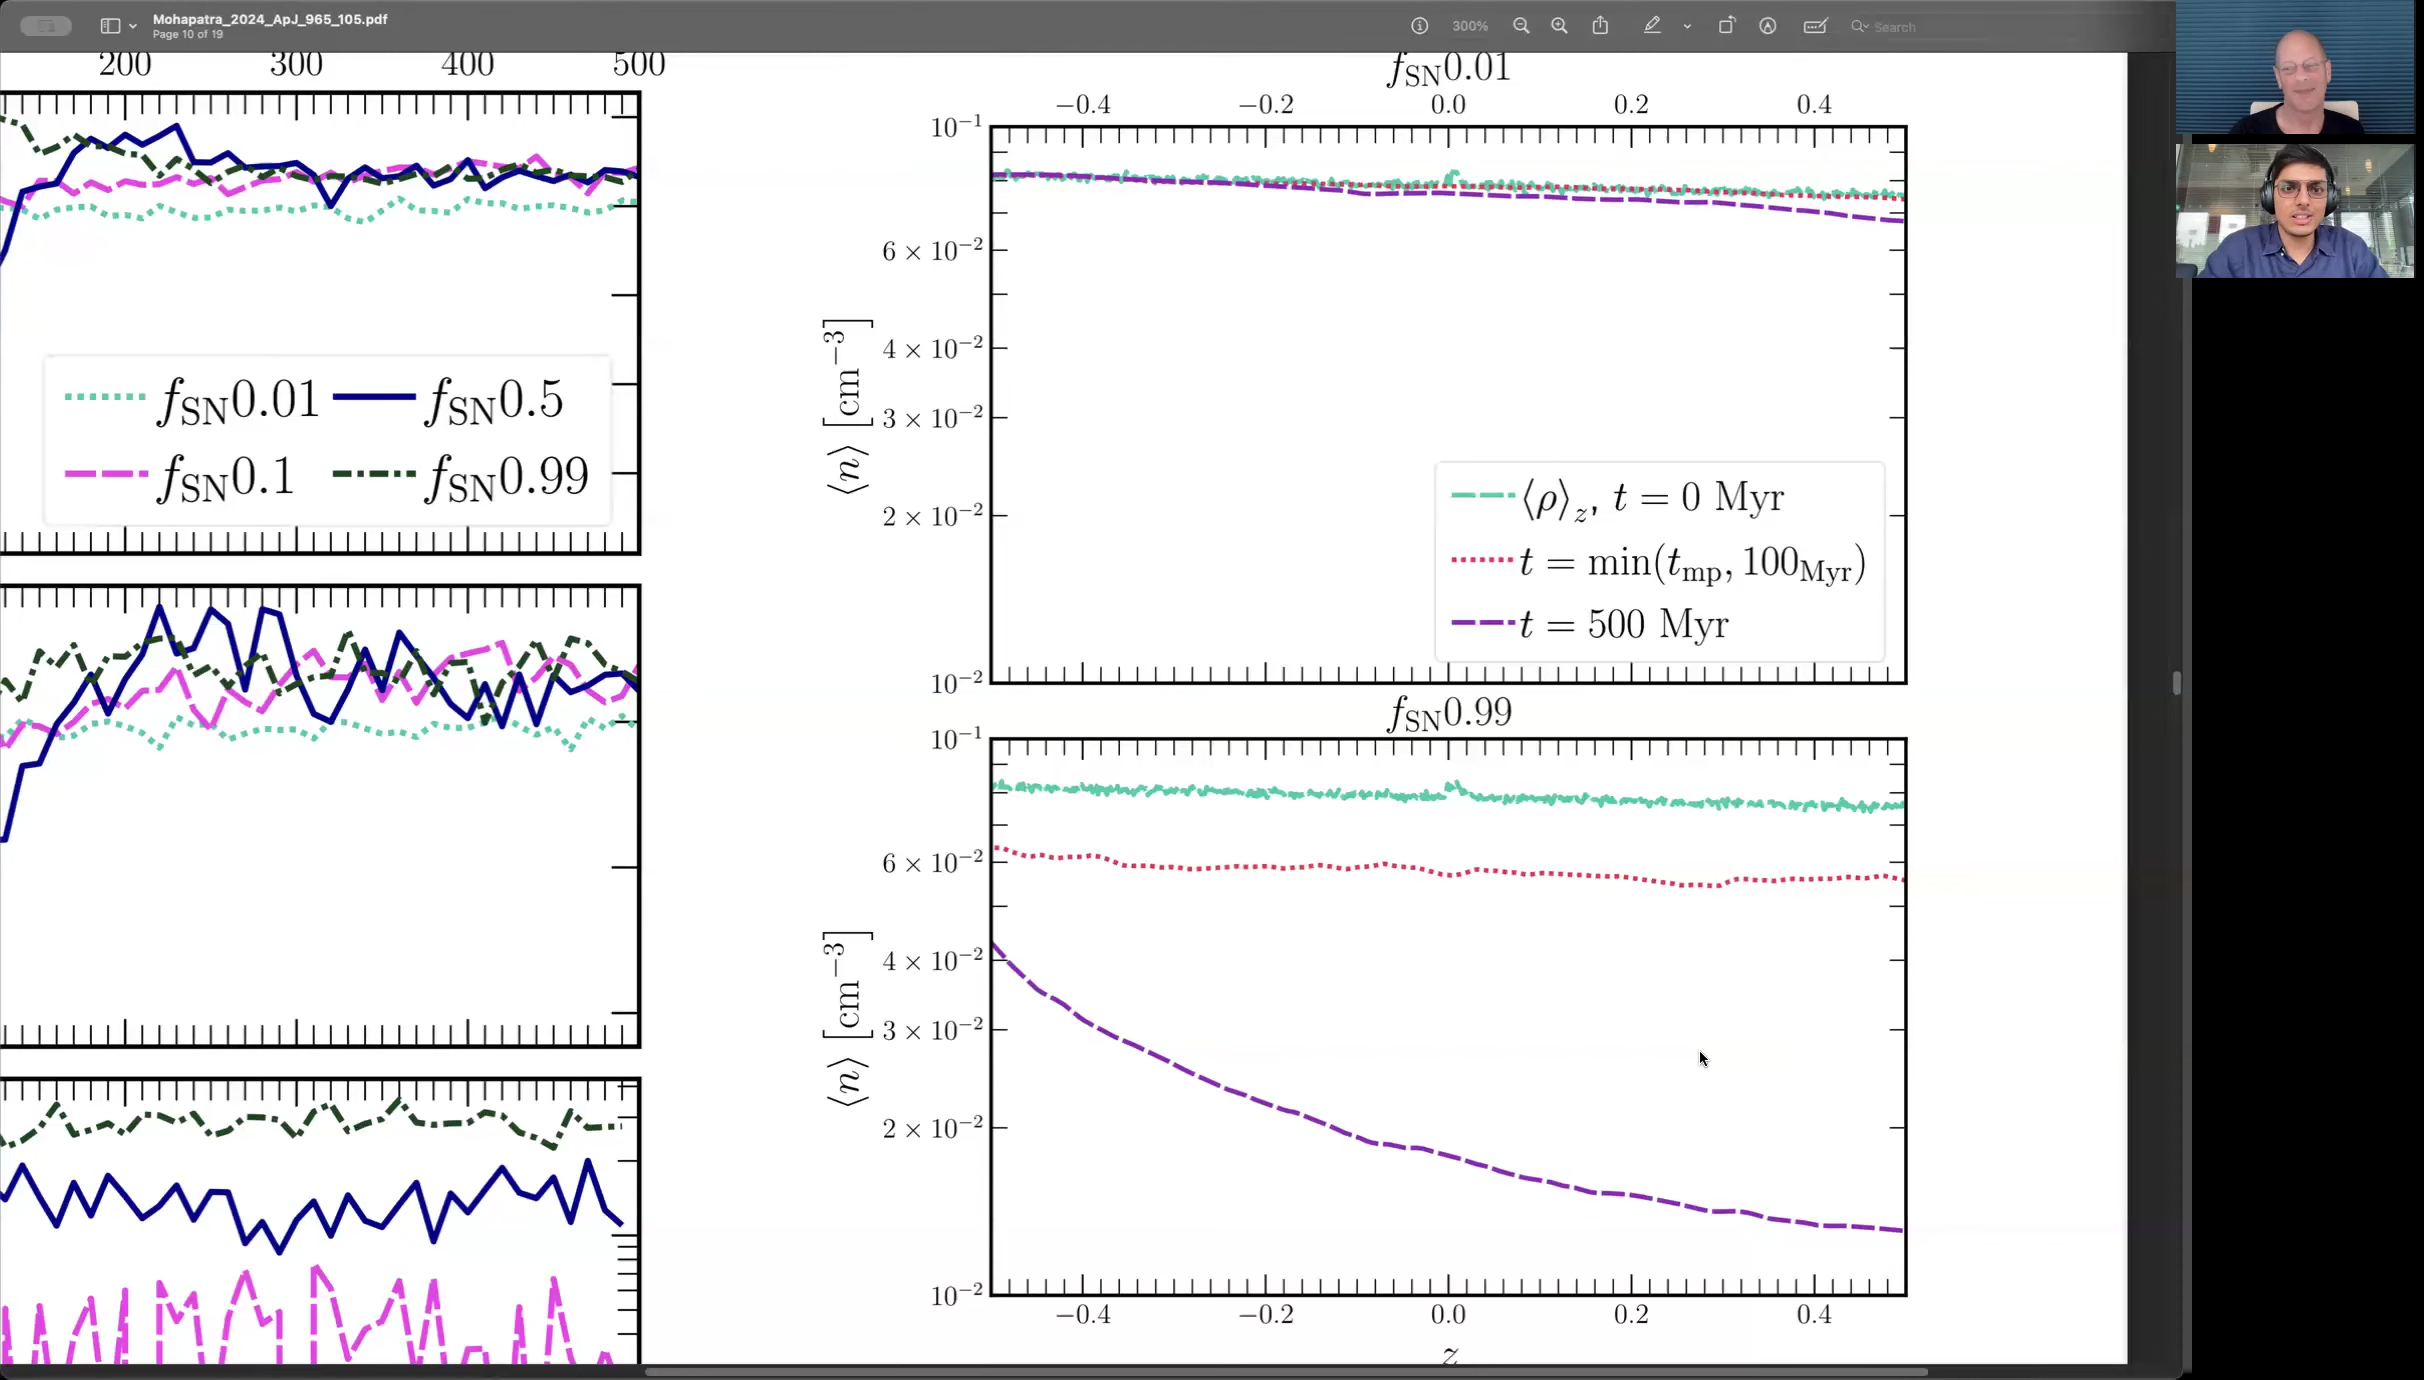 Mohapatra_2024_ApJ_965_105.pdf
Page 10 of 19
300%
Search
200 300 400 500
f_SN0.01 f_SN0.5
f_SN0.1 f_SN0.99
f_SN0.01
−0.4 −0.2 0.0 0.2 0.4
10⁻¹
6 × 10⁻²
4 × 10⁻²
3 × 10⁻²
2 × 10⁻²
10⁻²
⟨n⟩ [cm⁻³]
⟨ρ⟩_z, t = 0 Myr
t = min(t_mp, 100_Myr)
t = 500 Myr
f_SN0.99
10⁻¹
6 × 10⁻²
4 × 10⁻²
3 × 10⁻²
2 × 10⁻²
10⁻²
⟨n⟩ [cm⁻³]
−0.4 −0.2 0.0 0.2 0.4
z